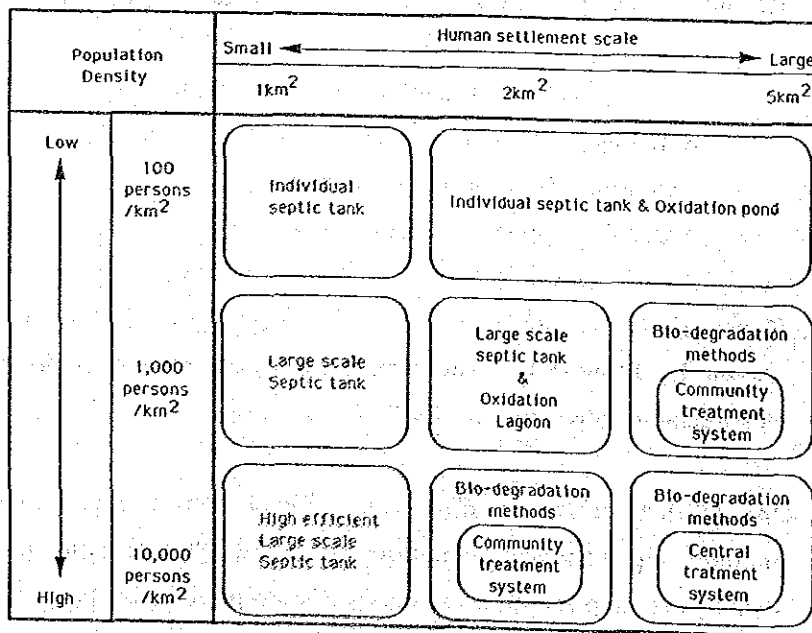 Population
Density
Human settlement scale
Small
Large
1km2
2km2
5km2
Low
100
persons
/km2
Individual
septic tank
Individual septic tank & Oxidation pond
1,000
persons
/km2
Large scale
Septic tank
Large scale
septic tank
&
Oxidation
Lagoon
Bio-degradation
methods
Community
treatment
system
High
10,000
persons
/km2
High efficient
Large scale
Septic tank
Bio-degradation
methods
Community
treatment
system
Bio-degradation
methods
Central
tratment
system